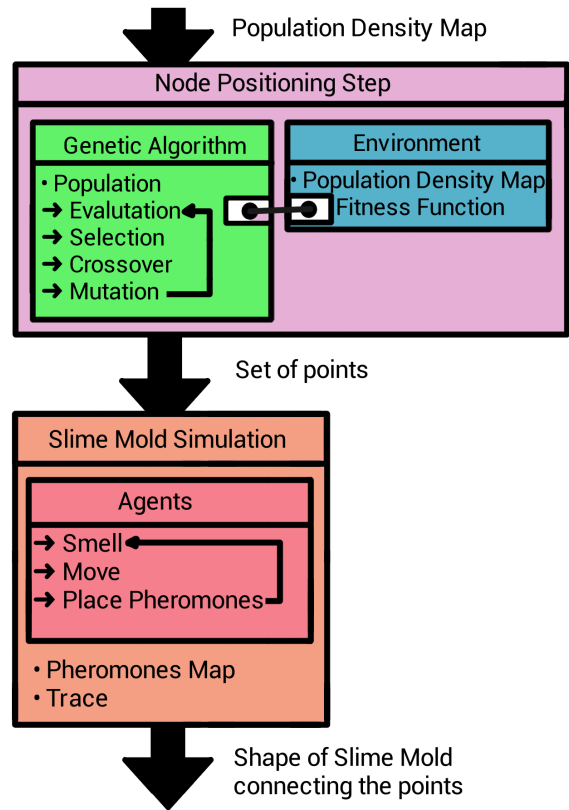 Population Density Map
Node Positioning Step
Genetic Algorithm
• Population
→ Evalutation
→ Selection
→ Crossover
→ Mutation
Environment
• Population Density Map
Fitness Function
Set of points
Slime Mold Simulation
Agents
→ Smell
→ Move
→ Place Pheromones
• Pheromones Map
• Trace
Shape of Slime Mold
connecting the points